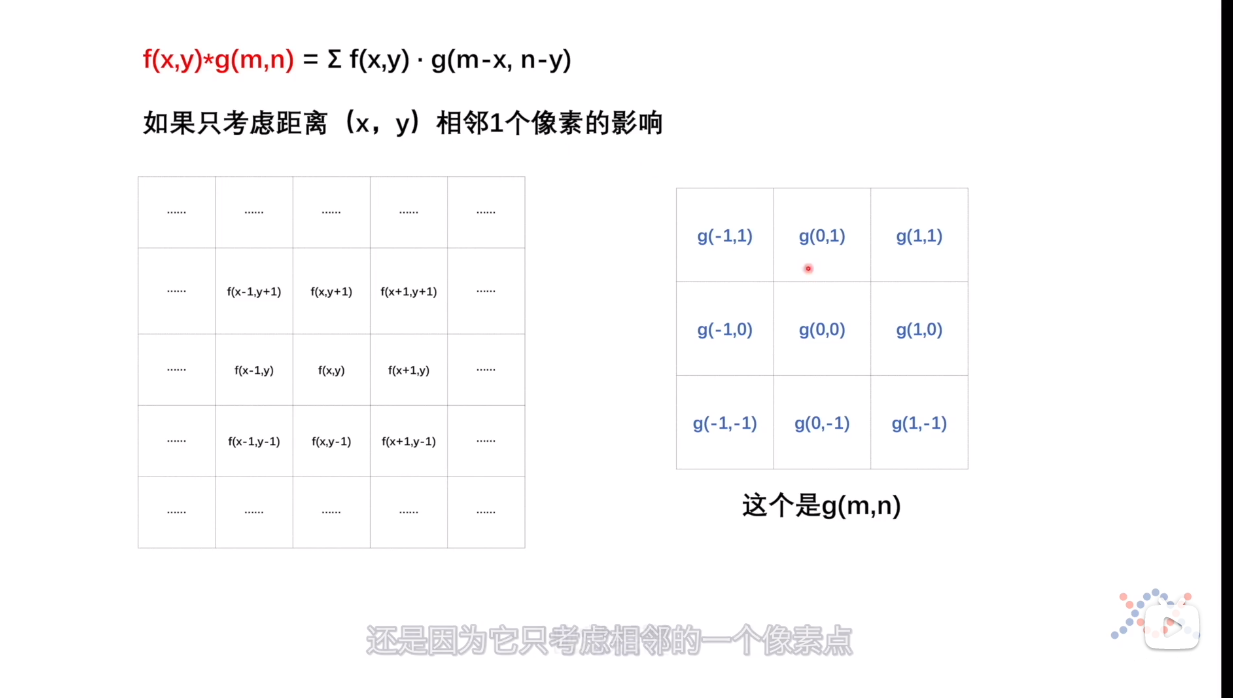 f(x,y)*g(m,n) = Σ f(x,y) · g(m-x, n-y)
如果只考虑距离（x，y）相邻1个像素的影响
...... ...... ...... ...... ......
...... f(x-1,y+1) f(x,y+1) f(x+1,y+1) ......
...... f(x-1,y) f(x,y) f(x+1,y) ......
...... f(x-1,y-1) f(x,y-1) f(x+1,y-1) ......
...... ...... ...... ...... ......
g(-1,1) g(0,1) g(1,1)
g(-1,0) g(0,0) g(1,0)
g(-1,-1) g(0,-1) g(1,-1)
这个是g(m,n)
还是因为它只考虑相邻的一个像素点